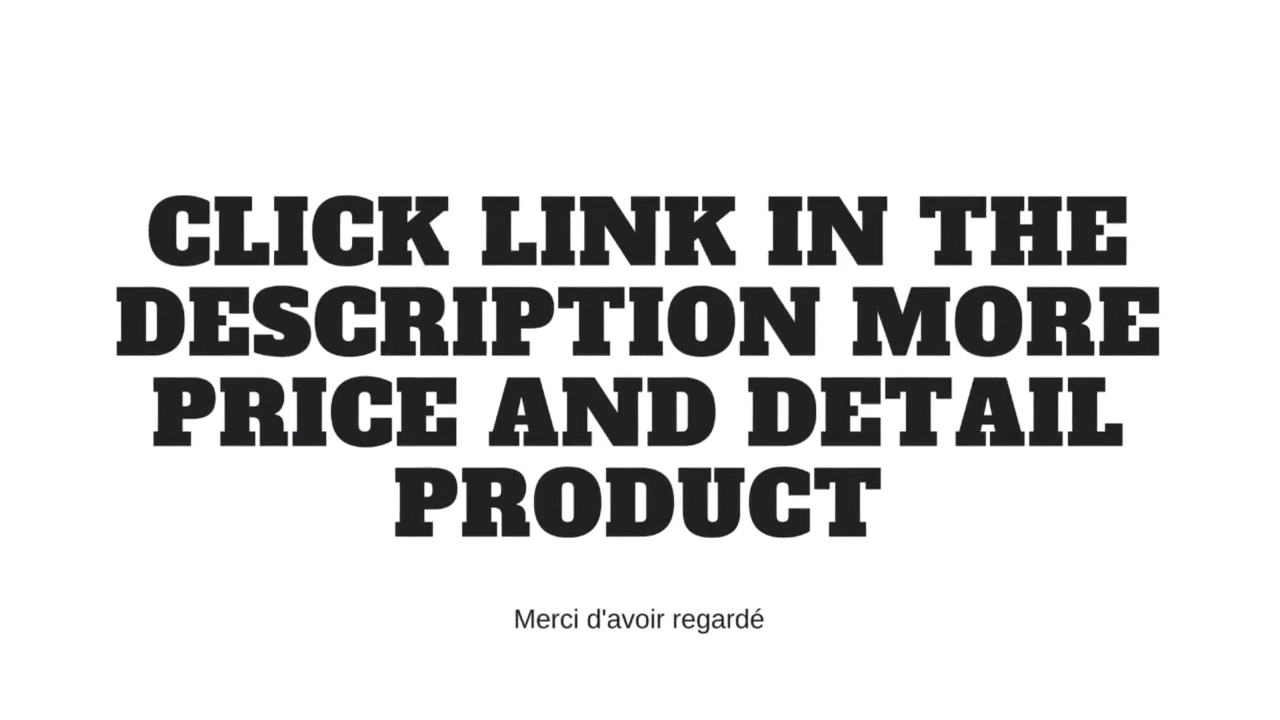 CLICK LINK IN THE
DESCRIPTION MORE
PRICE AND DETAIL
PRODUCT
Merci d'avoir regardé